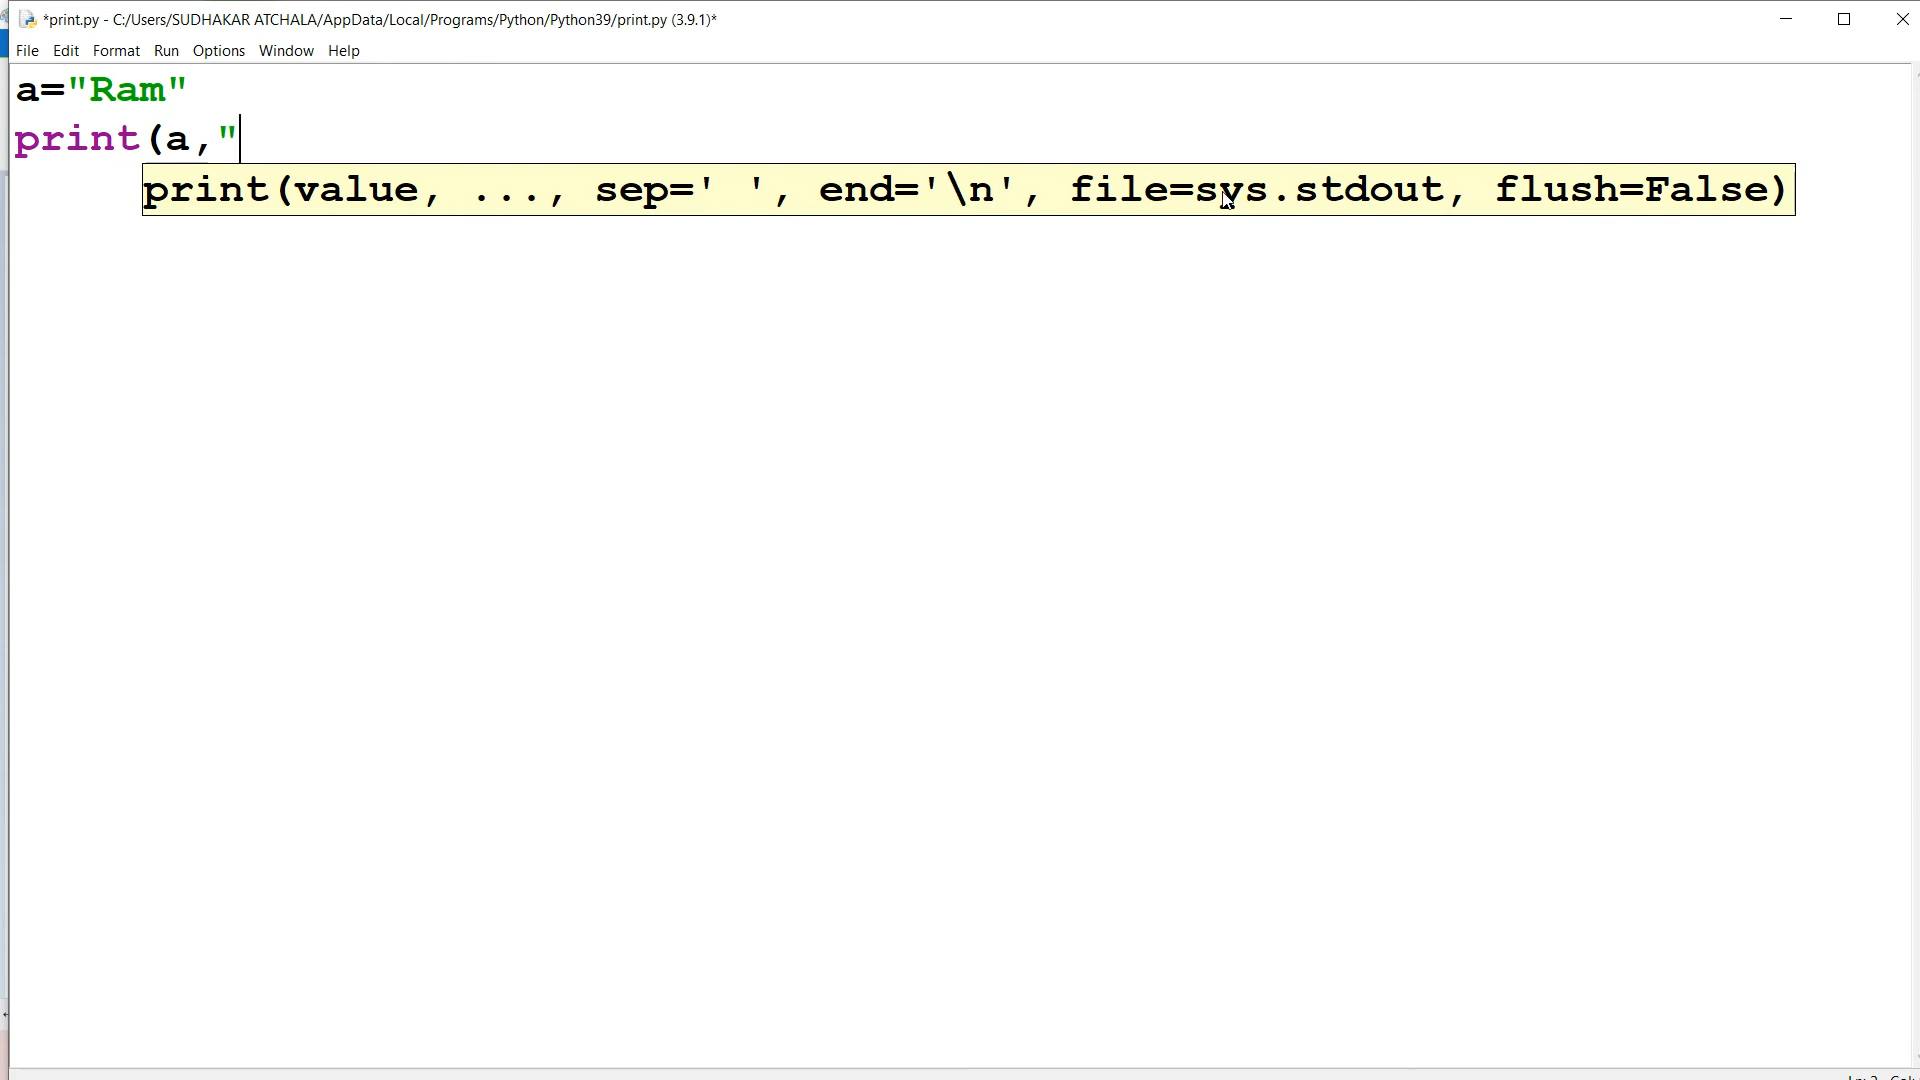 *print.py - C:/Users/SUDHAKAR ATCHALA/AppData/Local/Programs/Python/Python39/print.py (3.9.1)*
File Edit Format Run Options Window Help
a="Ram"
print(a,"
print(value, ..., sep=' ', end='\n', file=sys.stdout, flush=False)